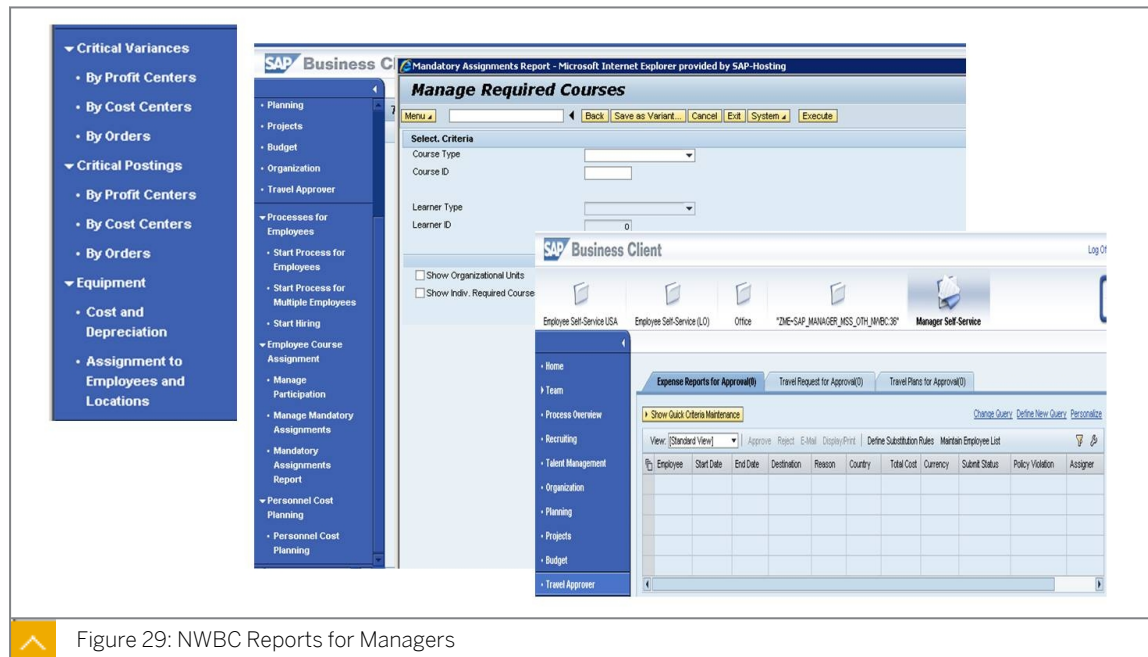 Critical Variances
By Profit Centers
By Cost Centers
By Orders
Critical Postings
By Profit Centers
By Cost Centers
By Orders
Equipment
Cost and
Depreciation
Assignment to
Employees and
Locations
SAP Business C
Planning
Projects
Budget
Organization
Travel Approver
Processes for
Employees
Start Process for
Employees
Start Process for
Multiple Employees
Start Hiring
Employee Course
Assignment
Manage
Participation
Manage Mandatory
Assignments
Mandatory
Assignments
Report
Personnel Cost
Planning
Personnel Cost
Planning
7
Mandatory Assignments Report - Microsoft Internet Explorer provided by SAP-Hosting
Manage Required Courses
Menu Back Save as Variant... Cancel Exit System Execute
Select. Criteria
Course Type
Course ID
Learner Type
Learner ID 0
Show Organizational Units
Show Indiv. Required Course
SAP Business Client Log Of
Employee Self-Service USA Employee Self-Service (LO) Office "ZME-SAP_MANAGER_MSS_OTH_NWBC:36" Manager Self-Service
Home
Team
Process Overview
Recruiting
Talent Management
Organization
Planning
Projects
Budget
Travel Approver
Expense Reports for Approval(0) Travel Request for Approval(0) Travel Plans for Approval(0)
Show Quick Criteria Maintenance Change Query Define New Query Personalize
View: [Standard View] Approve Reject E-Mail Display/Print Define Substitution Rules Maintain Employee List
Employee Start Date End Date Destination Reason Country Total Cost Currency Submit Status Policy Violation Assigner
Figure 29: NWBC Reports for Managers